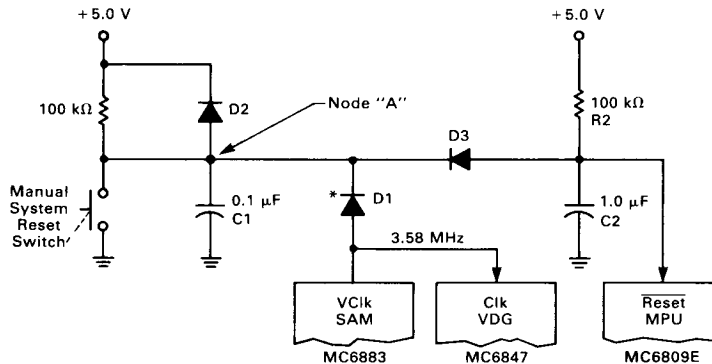 +5.0 V
+5.0 V
100 kΩ
D2
Node "A"
100 kΩ
R2
D3
Manual
System
Reset
Switch
0.1 µF
C1
* D1
1.0 µF
C2
3.58 MHz
VClk
SAM
Clk
VDG
Reset
MPU
MC6883
MC6847
MC6809E